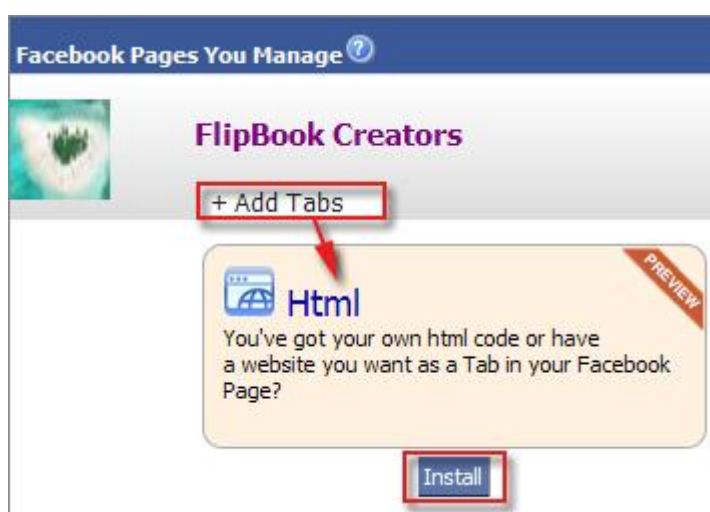 Facebook Pages You Manage ?
FlipBook Creators
+ Add Tabs
PREVIEW
Html
You've got your own html code or have
a website you want as a Tab in your Facebook
Page?
Install